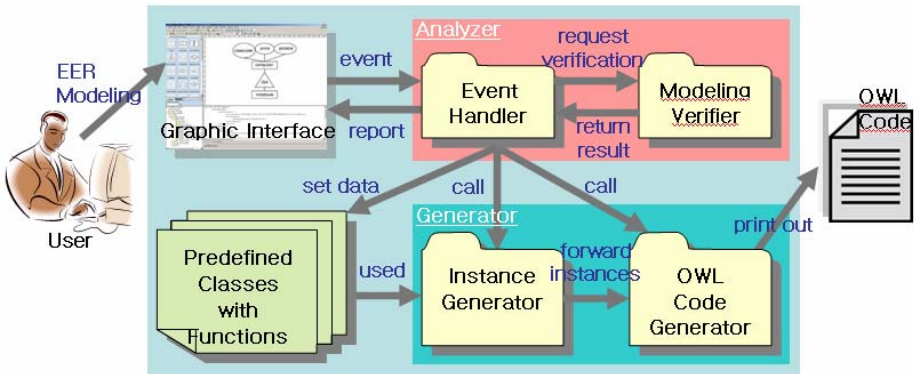 EER
Modeling
User
Graphic Interface
event
report
Analyzer
Event
Handler
request
verification
return
result
Modeling
Verifier
OWL
Code
set data
call
call
Predefined
Classes
with
Functions
used
Generator
Instance
Generator
forward
instances
OWL
Code
Generator
print out